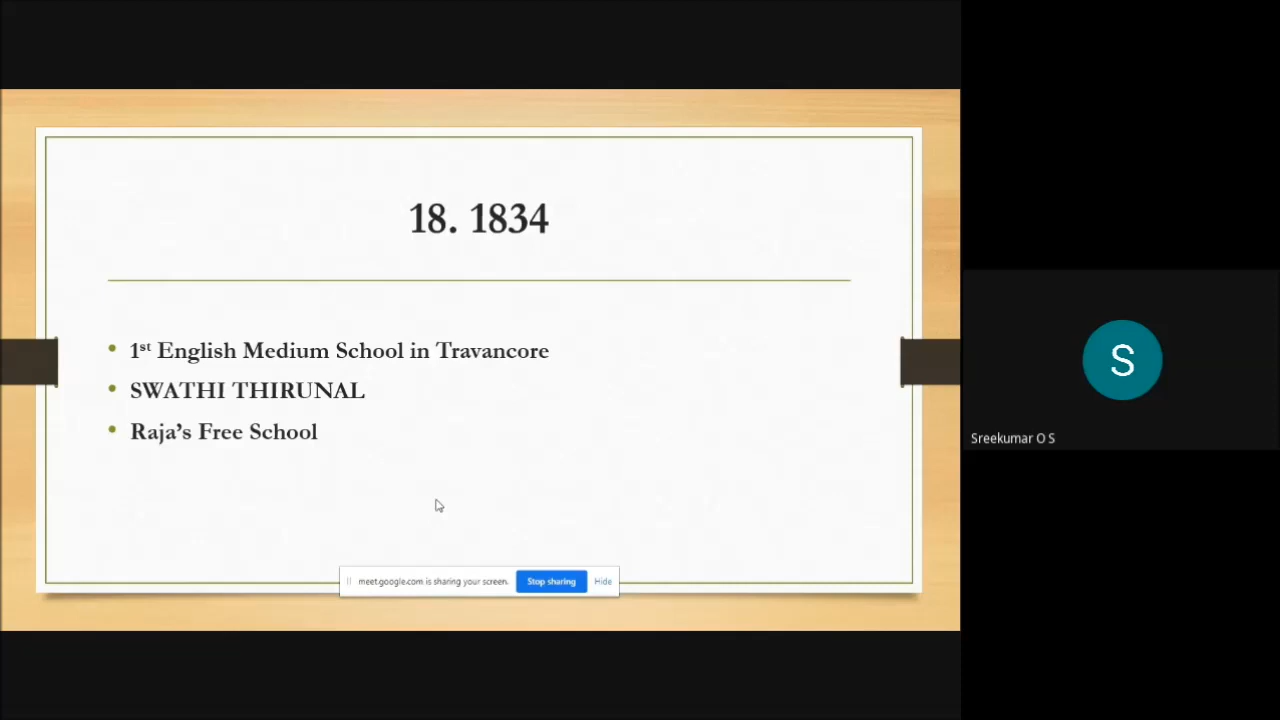 18. 1834
• 1st English Medium School in Travancore
• SWATHI THIRUNAL
• Raja's Free School
meet.google.com is sharing your screen. Stop sharing Hide
S
Sreekumar O S